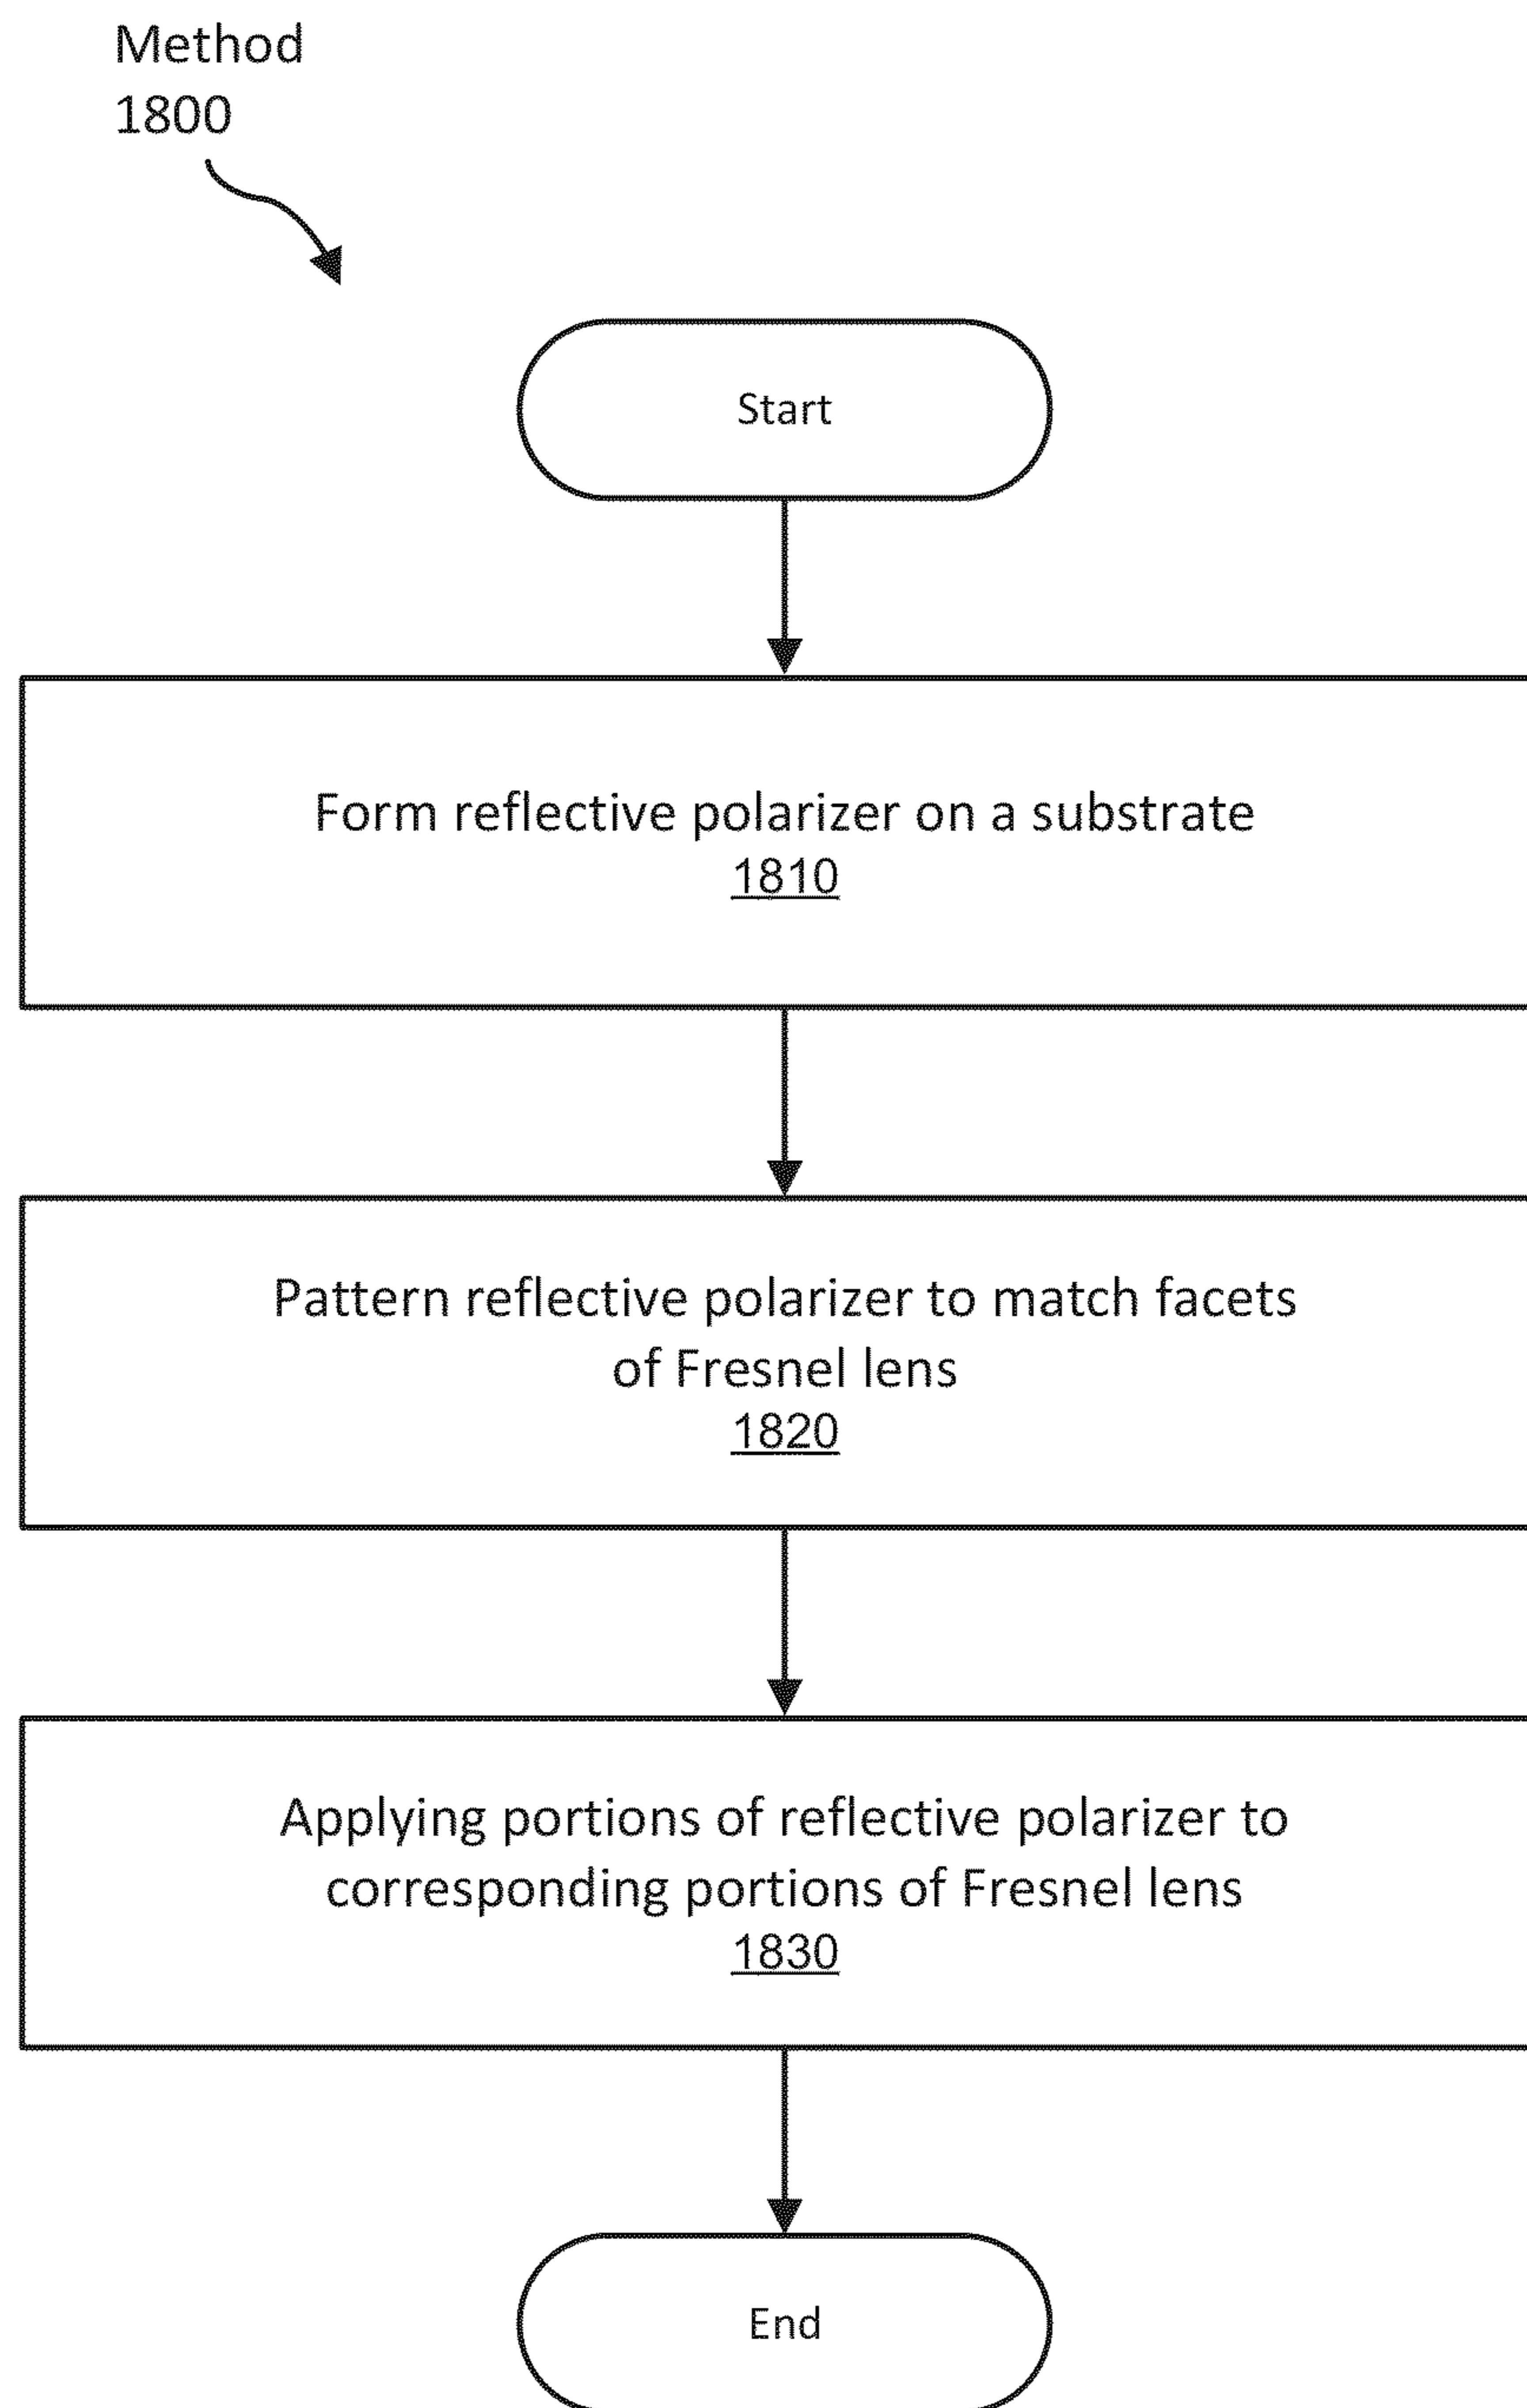 Method
1800
Start
Form reflective polarizer on a substrate
1810
Pattern reflective polarizer to match facets
of Fresnel lens
1820
Applying portions of reflective polarizer to
corresponding portions of Fresnel lens
1830
End